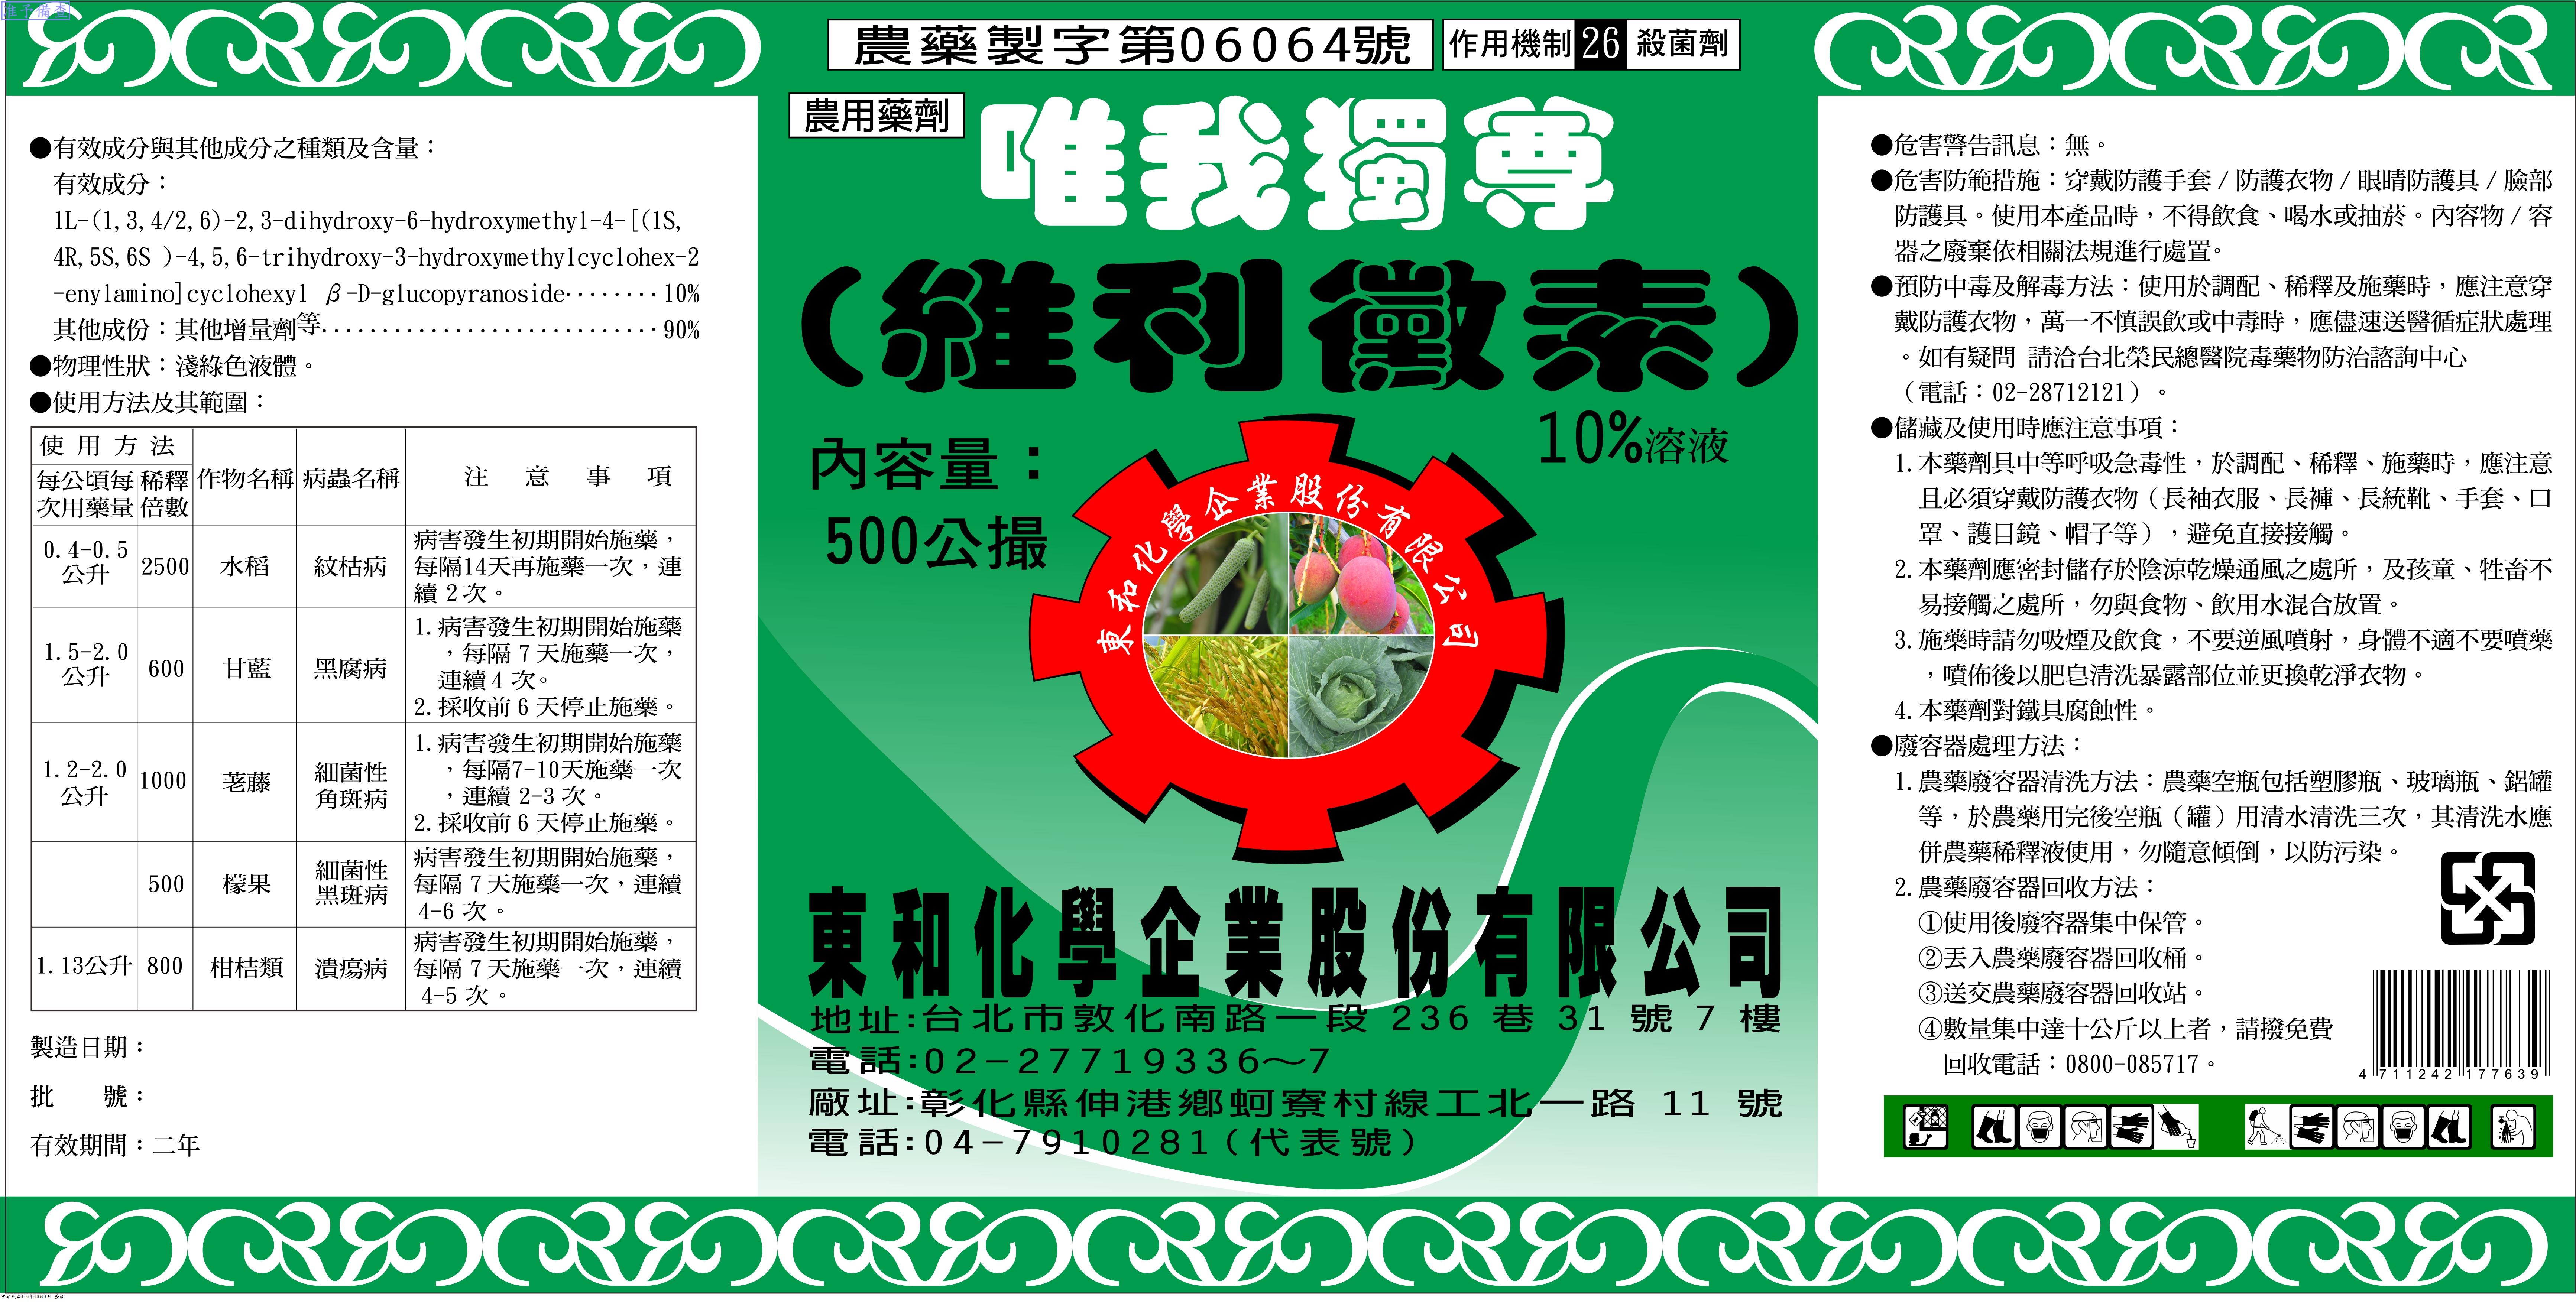 准予備查
農藥製字第06064號
作用機制 26 殺菌劑
農用藥劑
唯我獨尊
(維利黴素)
10%溶液
內容量：
500公撮
東和化學企業股份有限公司
東和化學企業股份有限公司
地址:台北市敦化南路一段 236 巷 31 號 7 樓
電話:02-27719336～7
廠址:彰化縣伸港鄉蚵寮村線工北一路 11 號
電話:04-7910281(代表號)
●有效成分與其他成分之種類及含量：
有效成分：
1L-(1,3,4/2,6)-2,3-dihydroxy-6-hydroxymethyl-4-[(1S,
4R,5S,6S )-4,5,6-trihydroxy-3-hydroxymethylcyclohex-2
-enylamino]cyclohexyl β-D-glucopyranoside········10%
其他成份：其他增量劑等····························90%
●物理性狀：淺綠色液體。
●使用方法及其範圍：
使用方法 作物名稱 病蟲名稱 注意事項
每公頃每 稀釋
次用藥量 倍數
0.4-0.5
公升
2500 水稻 紋枯病
病害發生初期開始施藥，
每隔14天再施藥一次，連
續 2次。
1.5-2.0
公升
600 甘藍 黑腐病
1.病害發生初期開始施藥
，每隔 7 天施藥一次，
連續 4 次。
2.採收前 6 天停止施藥。
1.2-2.0
公升
1000 荖藤
細菌性
角斑病
1.病害發生初期開始施藥
，每隔7-10天施藥一次
，連續 2-3 次。
2.採收前 6 天停止施藥。
500 檬果
細菌性
黑斑病
病害發生初期開始施藥，
每隔 7 天施藥一次，連續
4-6 次。
1.13公升 800 柑桔類 潰瘍病
病害發生初期開始施藥，
每隔 7 天施藥一次，連續
4-5 次。
製造日期：
批　　號：
有效期間：二年
●危害警告訊息：無。
●危害防範措施：穿戴防護手套/防護衣物/眼睛防護具/臉部
防護具。使用本產品時，不得飲食、喝水或抽菸。內容物/容
器之廢棄依相關法規進行處置。
●預防中毒及解毒方法：使用於調配、稀釋及施藥時，應注意穿
戴防護衣物，萬一不慎誤飲或中毒時，應儘速送醫循症狀處理
。如有疑問 請洽台北榮民總醫院毒藥物防治諮詢中心
（電話：02-28712121）。
●儲藏及使用時應注意事項：
1.本藥劑具中等呼吸急毒性，於調配、稀釋、施藥時，應注意
且必須穿戴防護衣物（長袖衣服、長褲、長統靴、手套、口
罩、護目鏡、帽子等），避免直接接觸。
2.本藥劑應密封儲存於陰涼乾燥通風之處所，及孩童、牲畜不
易接觸之處所，勿與食物、飲用水混合放置。
3.施藥時請勿吸煙及飲食，不要逆風噴射，身體不適不要噴藥
，噴佈後以肥皂清洗暴露部位並更換乾淨衣物。
4.本藥劑對鐵具腐蝕性。
●廢容器處理方法：
1.農藥廢容器清洗方法：農藥空瓶包括塑膠瓶、玻璃瓶、鋁罐
等，於農藥用完後空瓶（罐）用清水清洗三次，其清洗水應
併農藥稀釋液使用，勿隨意傾倒，以防污染。
2.農藥廢容器回收方法：
①使用後廢容器集中保管。
②丟入農藥廢容器回收桶。
③送交農藥廢容器回收站。
④數量集中達十公斤以上者，請撥免費
回收電話：0800-085717。
4 711242 177639